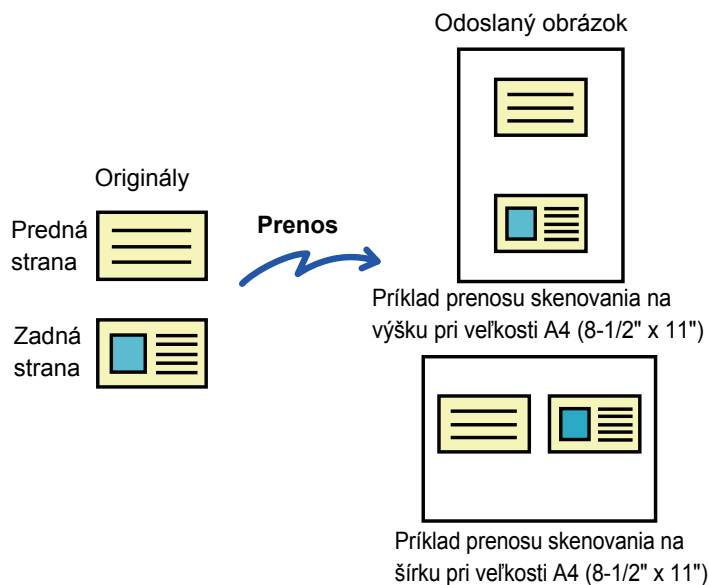 Odoslaný obrázok
Originály
Predná
strana
Prenos
Zadná
strana
Príklad prenosu skenovania na
výšku pri veľkosti A4 (8-1/2" x 11")
Príklad prenosu skenovania na
šírku pri veľkosti A4 (8-1/2" x 11")